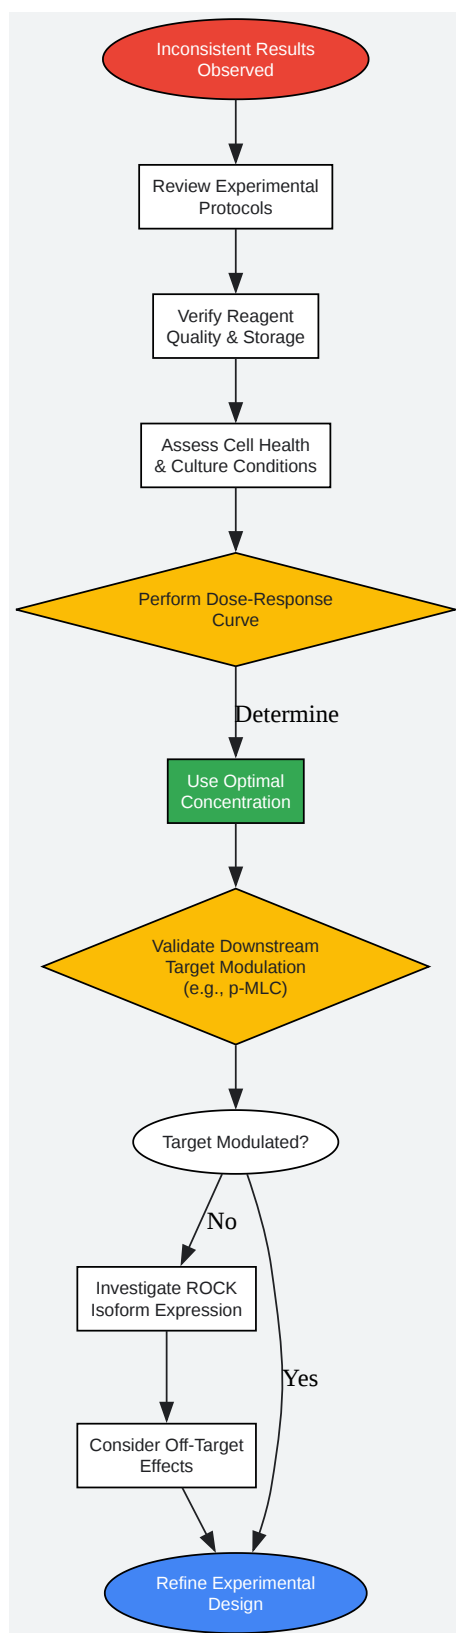 Inconsistent Results
Observed
Review Experimental
Protocols
Verify Reagent
Quality & Storage
Assess Cell Health
& Culture Conditions
Perform Dose-Response
Curve
Determine
Use Optimal
Concentration
Validate Downstream
Target Modulation
(e.g., p-MLC)
Target Modulated?
No
Investigate ROCK
Isoform Expression
Yes
Consider Off-Target
Effects
Refine Experimental
Design